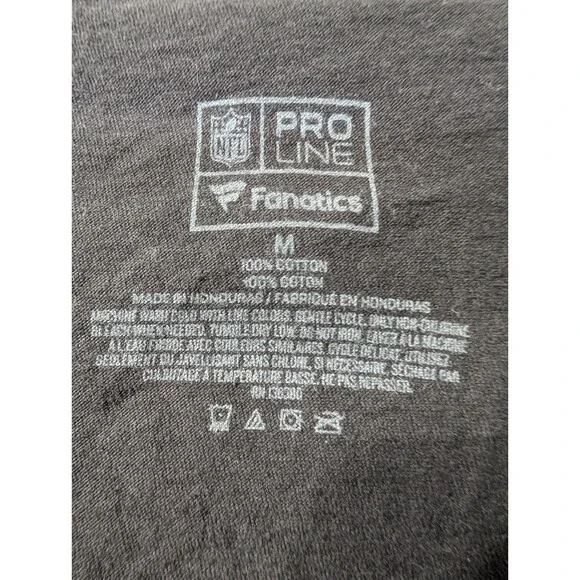 NFL
PRO
LINE
Fanatics
M
100% COTTON
100% COTON
MADE IN HONDURAS / FABRIQUÉ EN HONDURAS
MACHINE WASH COLD WITH LIKE COLOURS, GENTLE CYCLE, ONLY NON-CHLORINE
BLEACH WHEN NEEDED, TUMBLE DRY LOW, DO NOT IRON. LAVER À LA MACHINE
À L'EAU FROIDE AVEC COULEURS SIMILAIRES, CYCLE DÉLICAT, UTILISEZ
SEULEMENT DU JAVELLISANT SANS CHLORE, SI NÉCESSAIRE, SÉCHAGE PAR
CULBUTAGE À TEMPÉRATURE BASSE. NE PAS REPASSER.
RN 136380